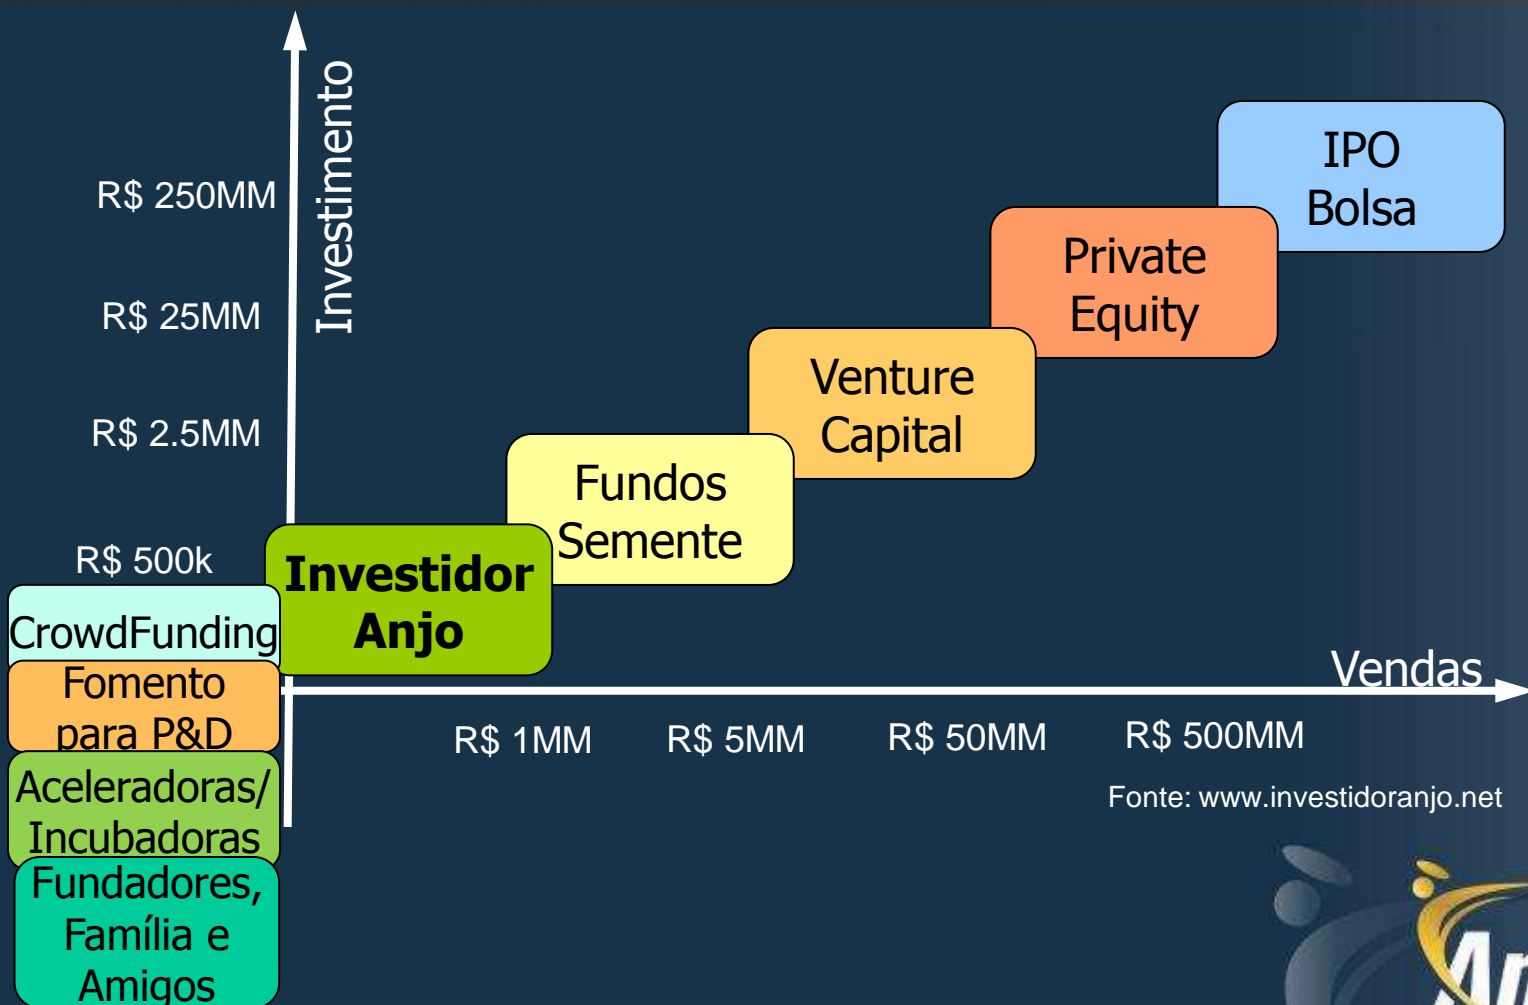 Investimento
IPO
Bolsa
R$ 250MM
Private
Equity
R$ 25MM
Venture
Capital
R$ 2.5MM
Fundos
Semente
R$ 500k
Investidor
Anjo
CrowdFunding
Fomento
para P&D
Vendas
R$ 1MM
R$ 5MM
R$ 50MM
R$ 500MM
Aceleradoras/
Incubadoras
Fonte: www.investidoranjo.net
Fundadores,
Família e
Amigos